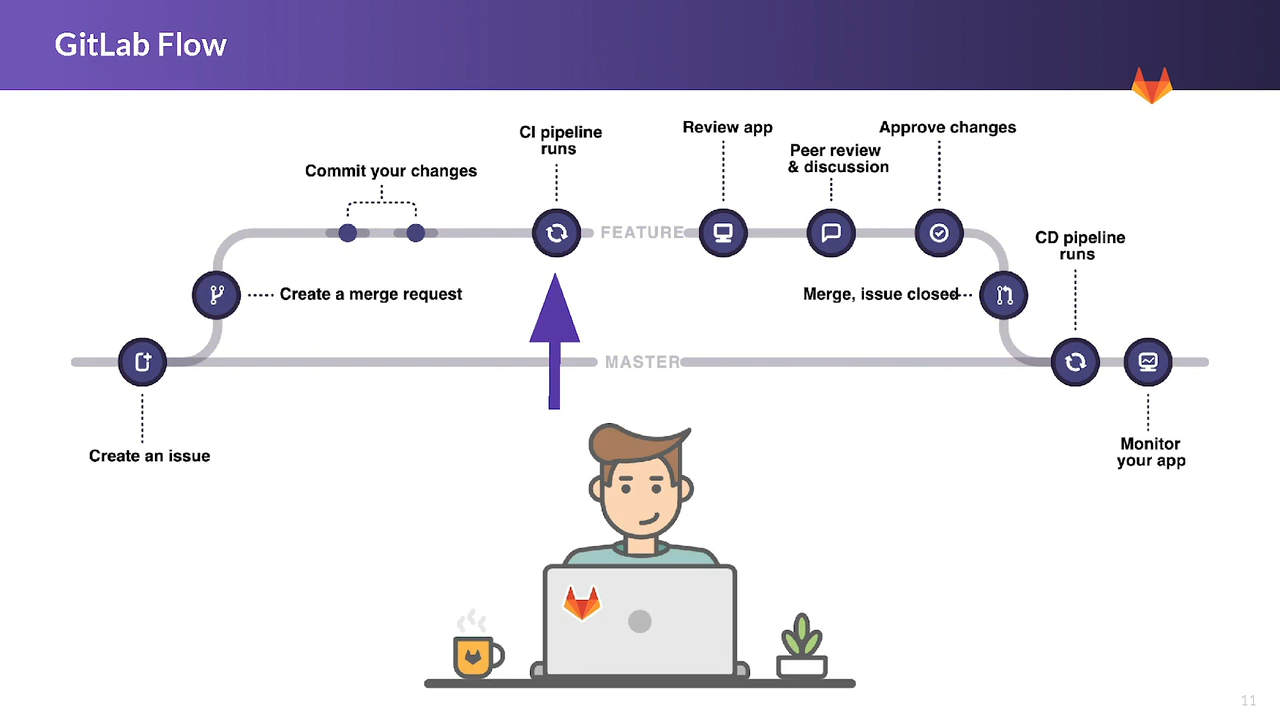 GitLab Flow
CI pipeline
runs
Review app
Approve changes
Peer review
& discussion
Commit your changes
FEATURE
CD pipeline
runs
Create a merge request
Merge, issue closed
MASTER
Create an issue
Monitor
your app
11